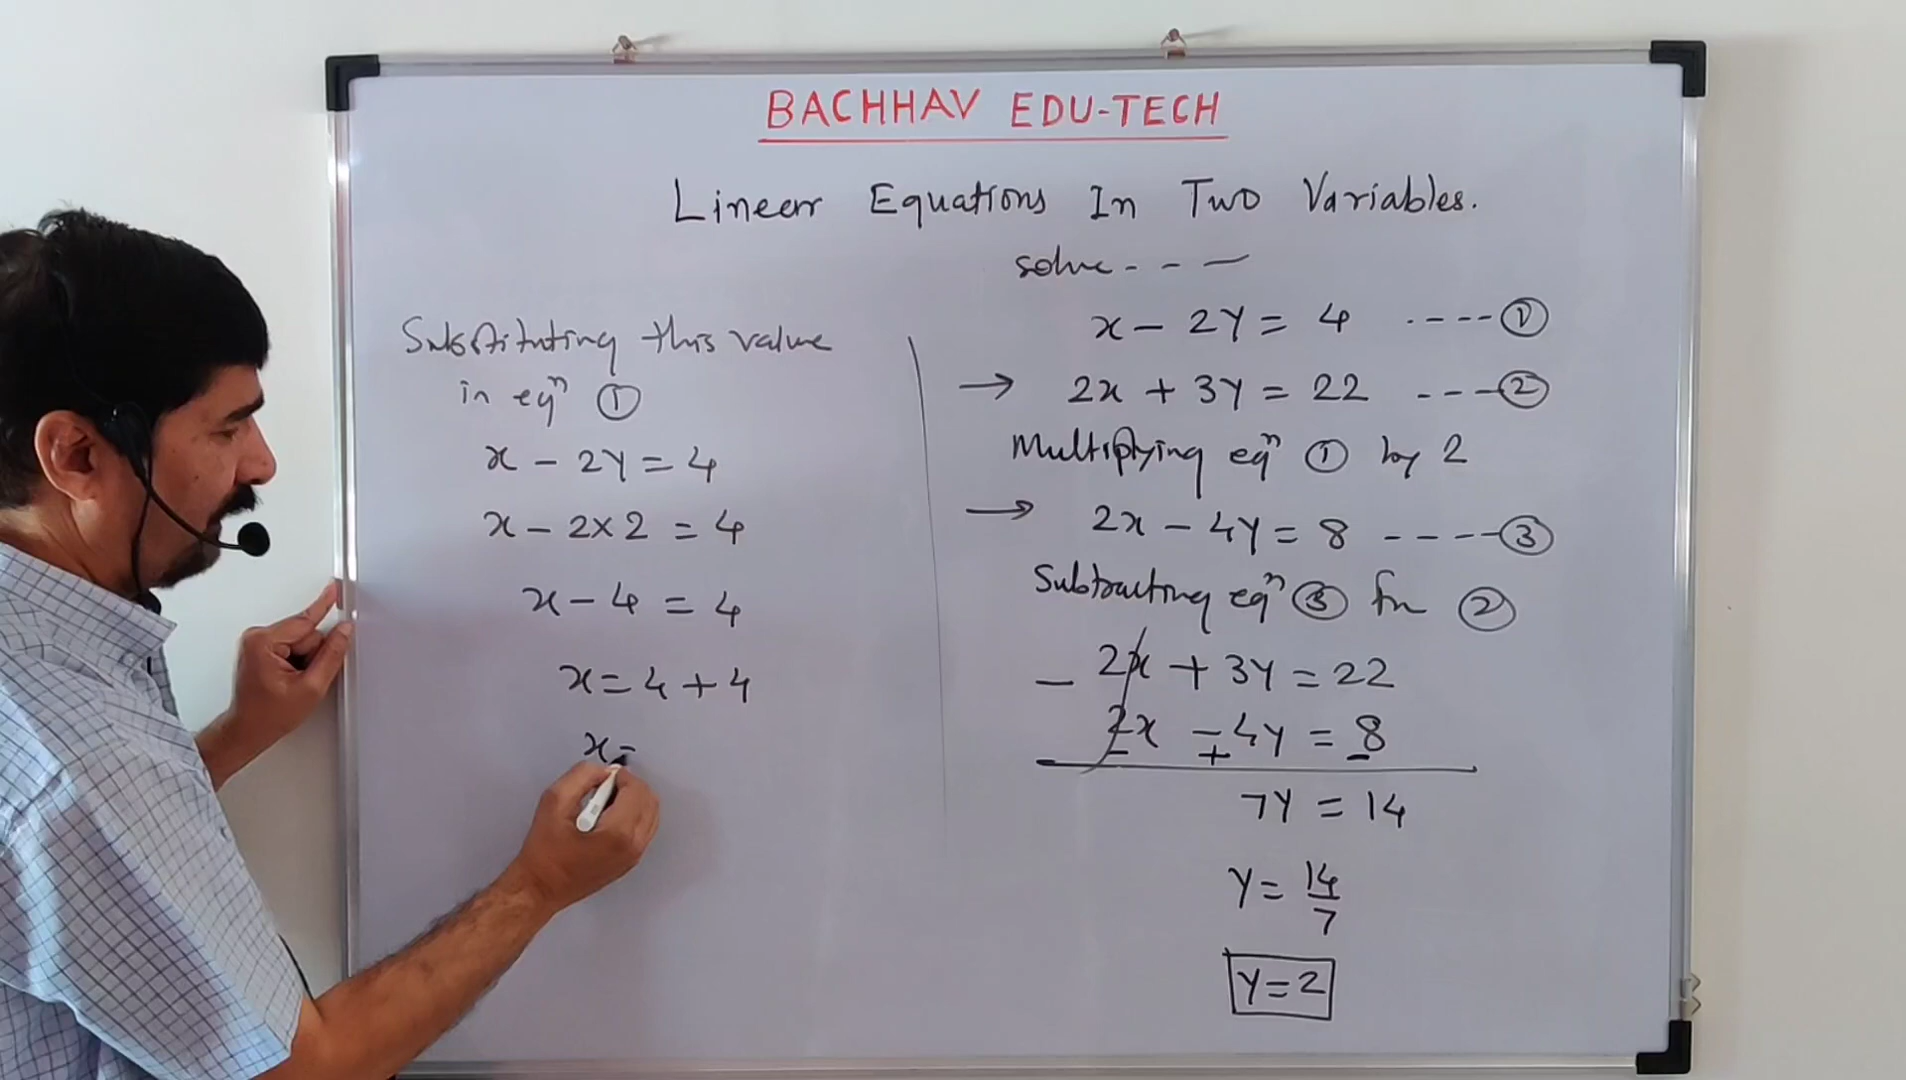 BACHHAV EDU-TECH
Linear Equations In Two Variables.
solve - - —
x - 2y = 4 ---- ①
→ 2x + 3y = 22 --- ②
Multiplying eqⁿ ① by 2
→ 2x - 4y = 8 ---- ③
Subtracting eqⁿ ③ fm ②
- 2x + 3y = 22
2x - 4y = 8
- + -
7y = 14
y = 14/7
y = 2
Substituting this value
in eqⁿ ①
x - 2y = 4
x - 2×2 = 4
x - 4 = 4
x = 4 + 4
x =